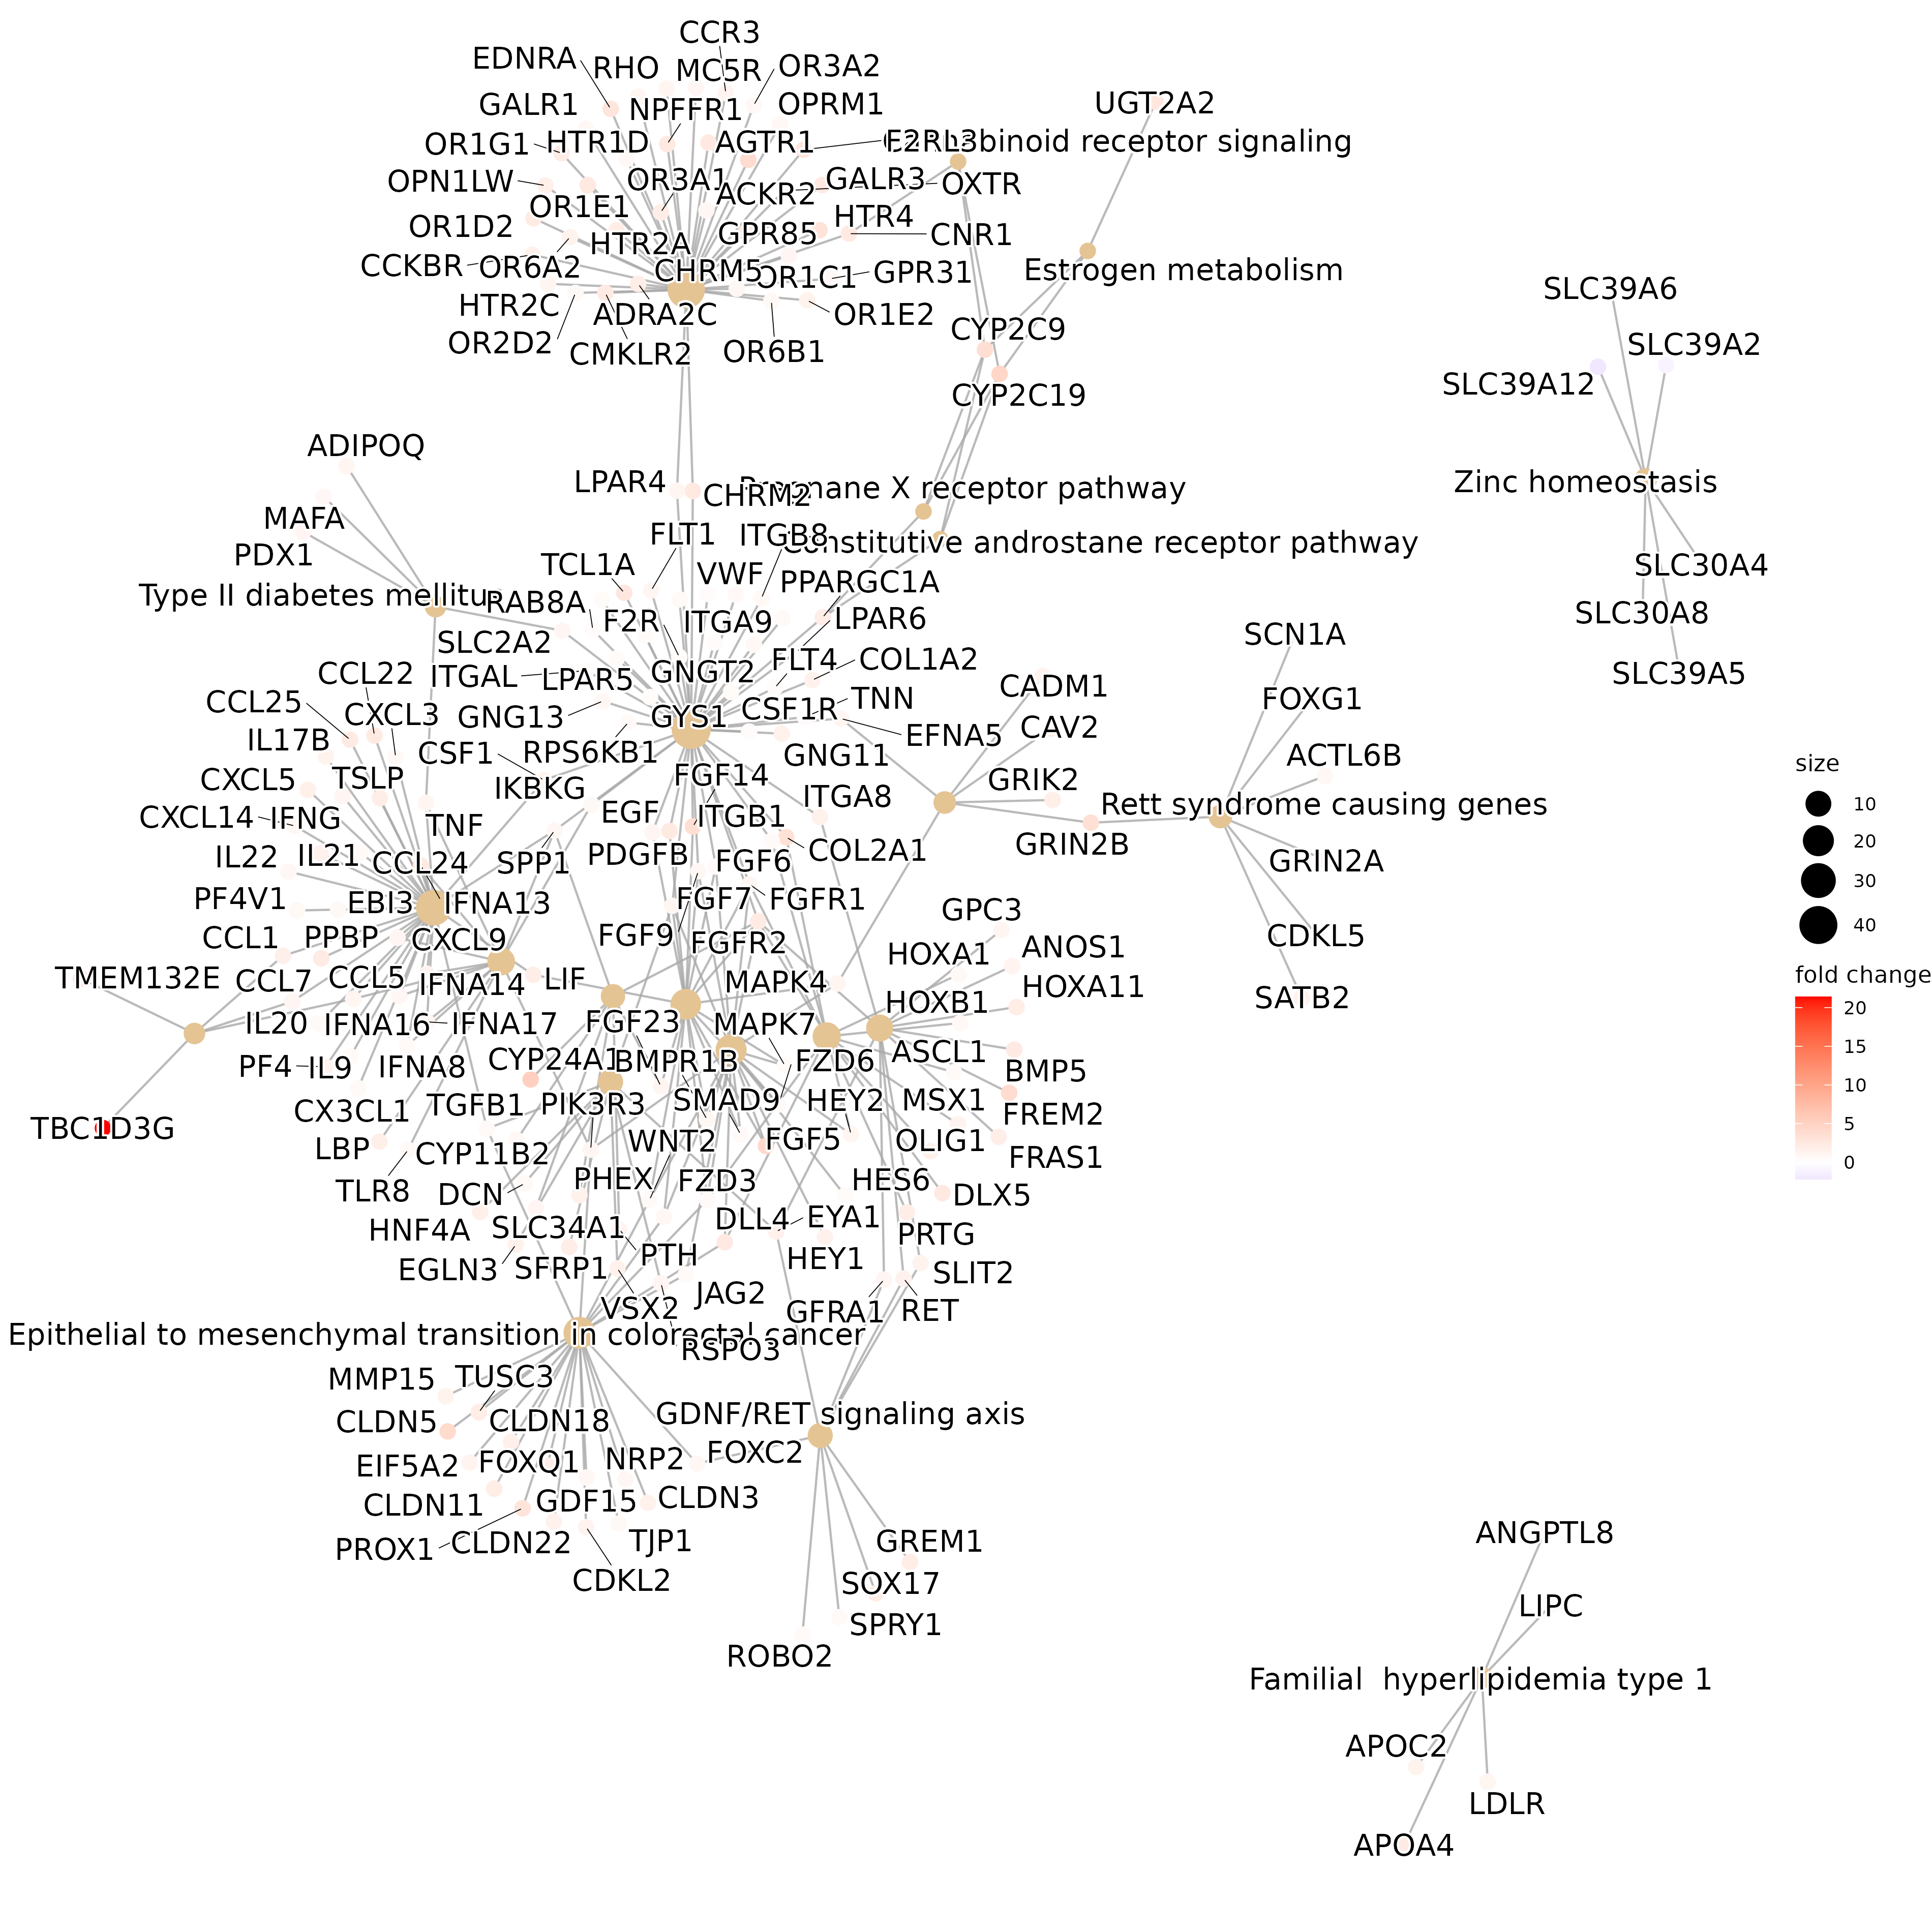 CCR3
EDNRA
RHO
MC5R
OR3A2
GALR1
NPFFR1
OPRM1
UGT2A2
OR1G1
HTR1D
AGTR1
F2RL3
binoid receptor signaling
OPN1LW
OR3A1
ACKR2
GALR3
OXTR
OR1E1
OR1D2
HTR2A
GPR85
HTR4
CNR1
CCKBR
OR6A2
CHRM5
OR1C1
GPR31
Estrogen metabolism
HTR2C
ADRA2C
OR1E2
SLC39A6
OR2D2
CMKLR2
OR6B1
CYP2C9
SLC39A2
SLC39A12
CYP2C19
ADIPOQ
LPAR4
CHRM2
nane X receptor pathway
Zinc homeostasis
MAFA
PDX1
FLT1
ITGB8
Constitutive androstane receptor pathway
TCL1A
VWF
PPARGC1A
SLC30A4
Type II diabetes mellitus
RAB8A
F2R
ITGA9
LPAR6
SLC30A8
SLC2A2
SCN1A
CCL22
ITGAL
LPAR5
GNGT2
FLT4
COL1A2
SLC39A5
CCL25
CXCL3
GNG13
GYS1
CSF1R
TNN
CADM1
FOXG1
IL17B
CSF1
RPS6KB1
EFNA5
CAV2
CXCL5
TSLP
IKBKG
FGF14
GNG11
GRIK2
ACTL6B
CXCL14
IFNG
TNF
EGF
ITGB1
ITGA8
Rett syndrome causing genes
IL22
IL21
CCL24
SPP1
PDGFB
FGF6
COL2A1
GRIN2B
GRIN2A
PF4V1
EBI3
IFNA13
FGF7
FGFR1
GPC3
CCL1
PPBP
CXCL9
FGF9
FGFR2
HOXA1
ANOS1
CDKL5
TMEM132E
CCL7
CCL5
IFNA14
LIF
MAPK4
HOXB1
HOXA11
SATB2
IL20
IFNA16
IFNA17
FGF23
MAPK7
PF4
IL9
IFNA8
CYP24A1
BMPR1B
FZD6
ASCL1
BMP5
CX3CL1
TGFB1
PIK3R3
SMAD9
HEY2
MSX1
FREM2
TBC1D3G
LBP
CYP11B2
WNT2
FGF5
OLIG1
FRAS1
TLR8
DCN
PHEX
FZD3
HES6
DLX5
HNF4A
SLC34A1
DLL4
EYA1
PRTG
EGLN3
SFRP1
PTH
HEY1
SLIT2
VSX2
JAG2
GFRA1
RET
Epithelial to mesenchymal transition in colorectal cancer
RSPO3
MMP15
TUSC3
CLDN5
CLDN18
GDNF/RET signaling axis
EIF5A2
FOXQ1
NRP2
FOXC2
CLDN11
GDF15
CLDN3
PROX1
CLDN22
TJP1
GREM1
ANGPTL8
CDKL2
SOX17
LIPC
SPRY1
ROBO2
Familial  hyperlipidemia type 1
APOC2
LDLR
APOA4
size
10
20
30
40
fold change
20
15
10
5
0